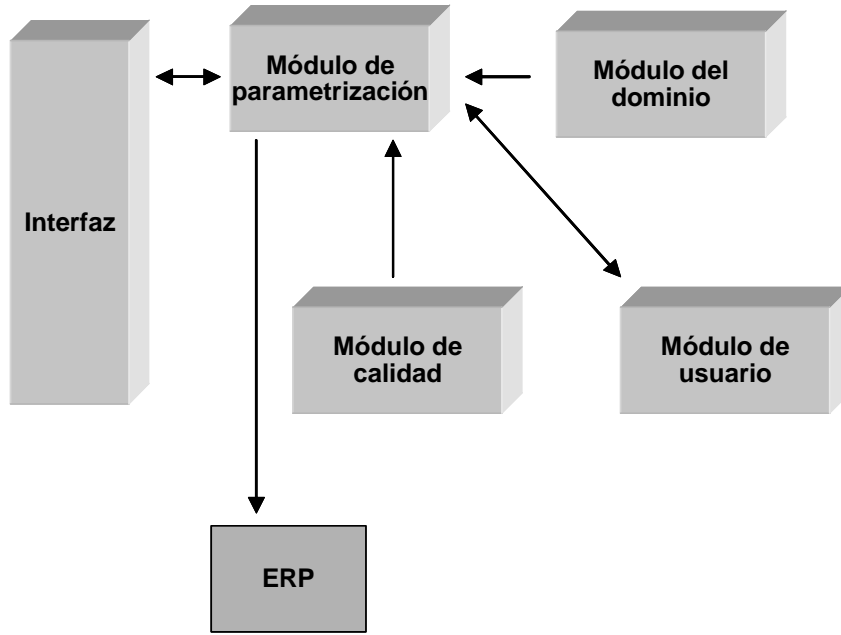 Módulo de
parametrización
Módulo del
dominio
Interfaz
Módulo de
calidad
Módulo de
usuario
ERP